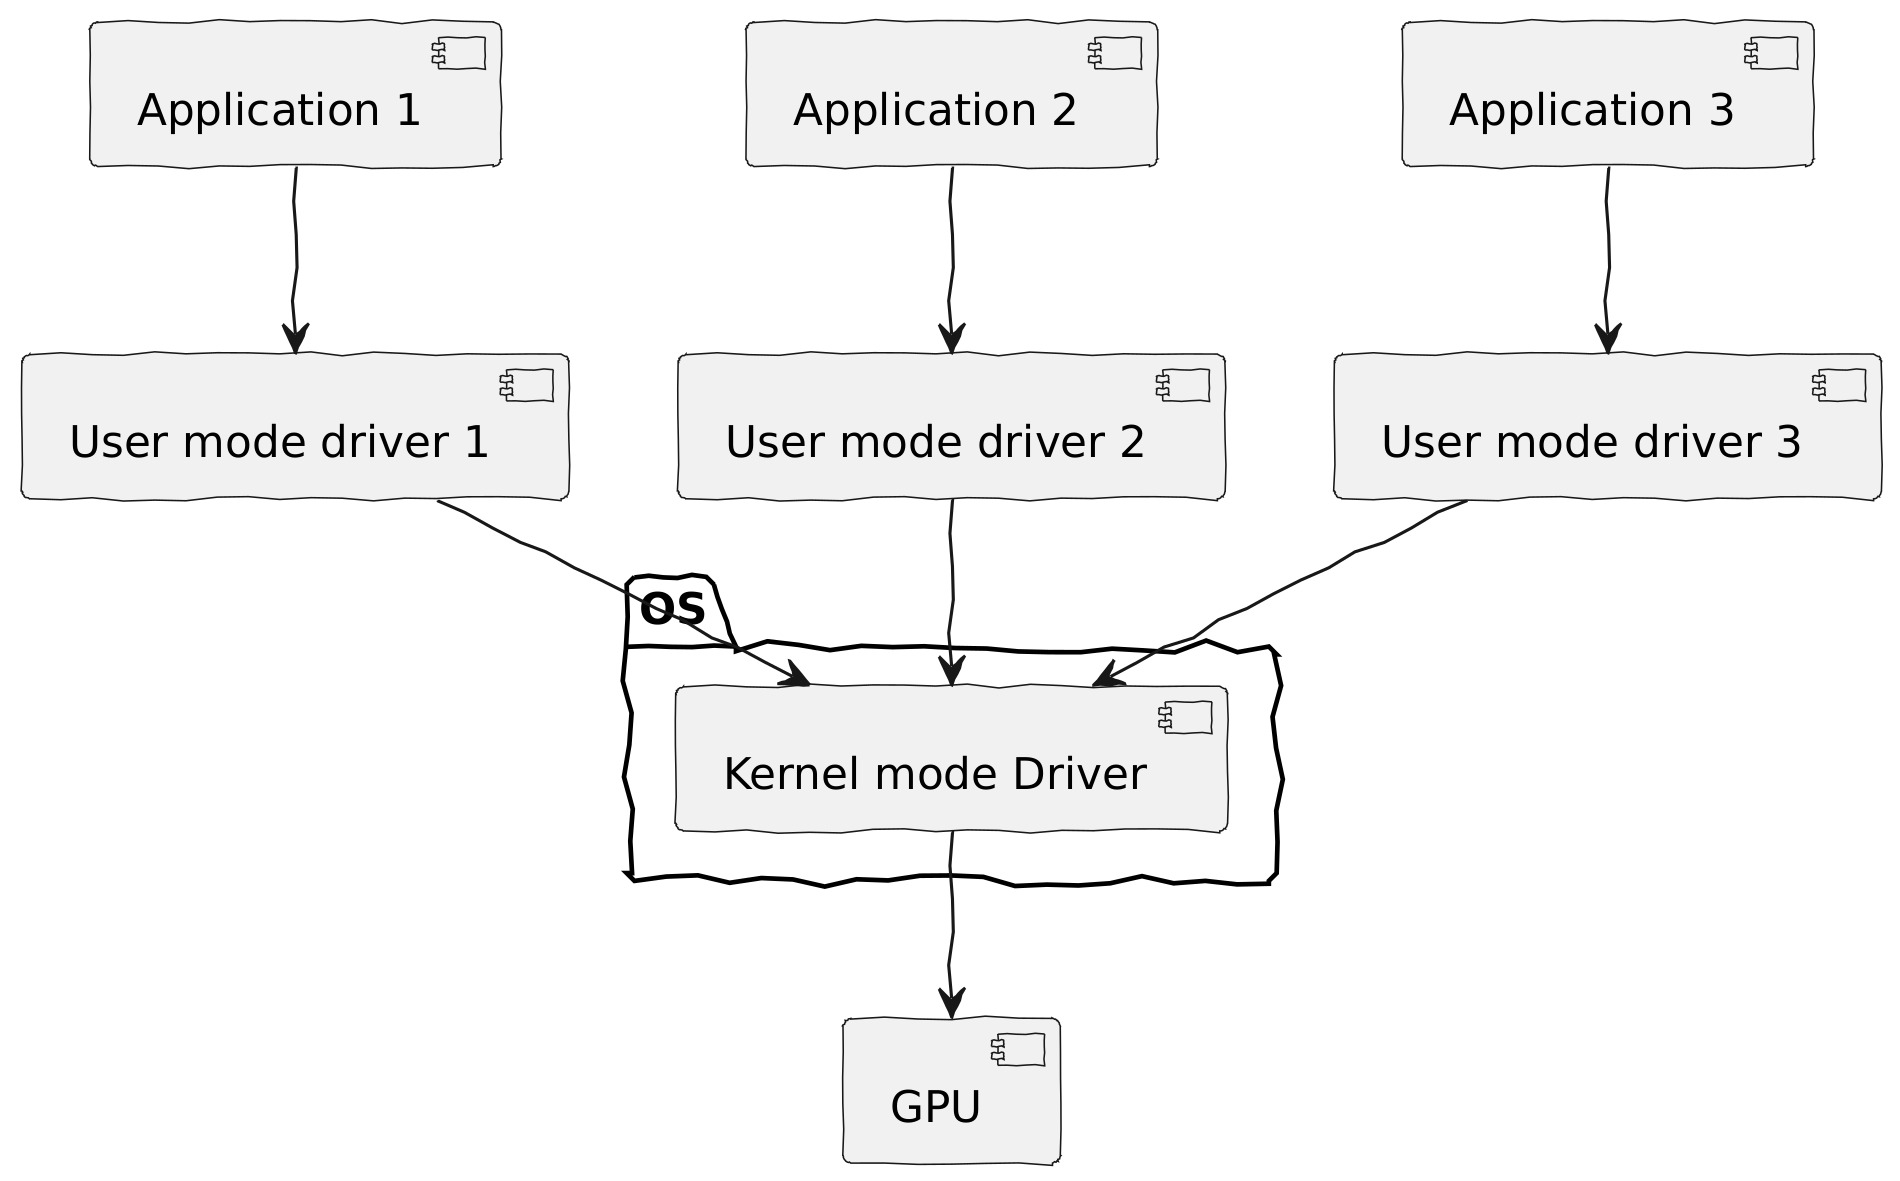 Application 1
Application 2
Application 3
User mode driver 1
User mode driver 2
User mode driver 3
OS
Kernel mode Driver
GPU